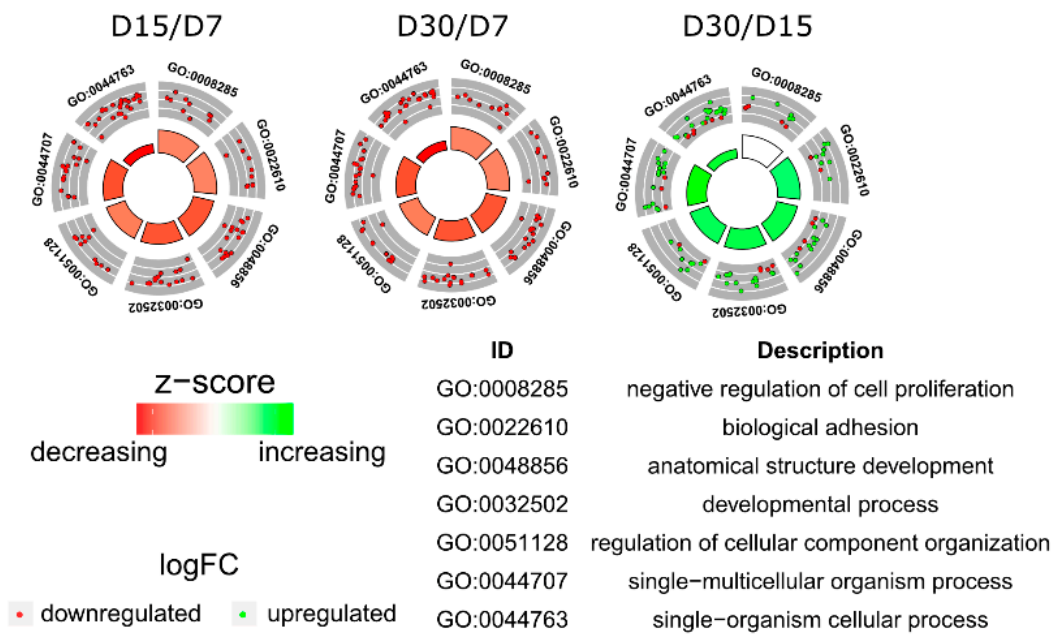 D15/D7
D30/D7
D30/D15
GO:0044763
GO:0008285
GO:0022610
GO:0048856
GO:0032502
GO:0051128
GO:0044707
GO:0044763
GO:0008285
GO:0022610
GO:0048856
GO:0032502
GO:0051128
GO:0044707
GO:0044763
GO:0008285
GO:0022610
GO:0048856
GO:0032502
GO:0051128
GO:0044707
z-score
decreasing
increasing
logFC
downregulated
upregulated
ID Description
GO:0008285 negative regulation of cell proliferation
GO:0022610 biological adhesion
GO:0048856 anatomical structure development
GO:0032502 developmental process
GO:0051128 regulation of cellular component organization
GO:0044707 single−multicellular organism process
GO:0044763 single−organism cellular process